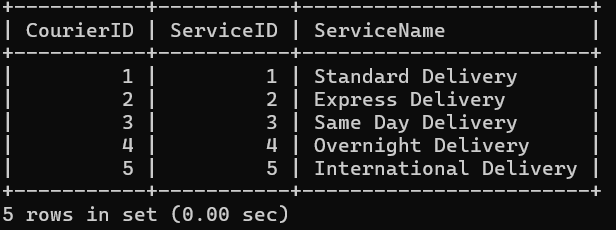 +-----------+-----------+------------------------+
| CourierID | ServiceID | ServiceName            |
+-----------+-----------+------------------------+
|         1 |         1 | Standard Delivery      |
|         2 |         2 | Express Delivery       |
|         3 |         3 | Same Day Delivery      |
|         4 |         4 | Overnight Delivery     |
|         5 |         5 | International Delivery |
+-----------+-----------+------------------------+
5 rows in set (0.00 sec)